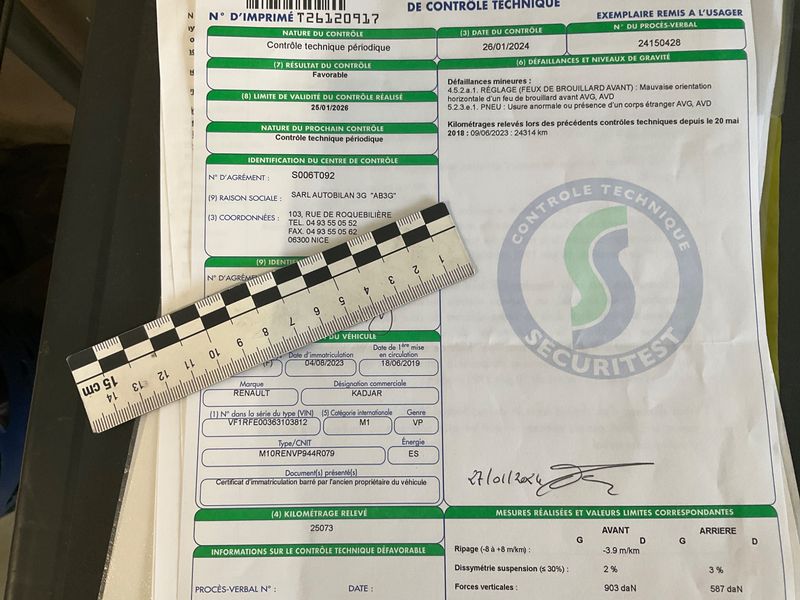 DE CONTRÔLE TECHNIQUE
N° D'IMPRIMÉ T26120917
EXEMPLAIRE REMIS A L'USAGER
NATURE DU CONTRÔLE
Contrôle technique périodique
(3) DATE DU CONTRÔLE
26/01/2024
N° DU PROCÈS-VERBAL
24150428
(7) RÉSULTAT DU CONTRÔLE
Favorable
(8) LIMITE DE VALIDITÉ DU CONTRÔLE RÉALISÉ
25/01/2026
NATURE DU PROCHAIN CONTRÔLE
Contrôle technique périodique
(6) DÉFAILLANCES ET NIVEAUX DE GRAVITÉ
Défaillances mineures :
4.5.2.a.1. RÉGLAGE (FEUX DE BROUILLARD AVANT) : Mauvaise orientation
horizontale d'un feu de brouillard avant AVG, AVD
5.2.3.e.1. PNEU : Usure anormale ou présence d'un corps étranger AVG, AVD
Kilométrages relevés lors des précédents contrôles techniques depuis le 20 mai
2018 : 09/06/2023 : 24314 km
IDENTIFICATION DU CENTRE DE CONTRÔLE
N° D'AGRÉMENT : S006T092
(9) RAISON SOCIALE : SARL AUTOBILAN 3G "AB3G"
(3) COORDONNÉES : 103, RUE DE ROQUEBILIÈRE
TEL. 04 93 55 05 52
FAX. 04 93 55 05 62
06300 NICE
(9) IDENTI
N° D'AGRÉM
CONTROLE TECHNIQUE
S
SECURITEST
1 2 3 4 5 6 7 8 9 10 11 12 13 14 15 cm
DU VÉHICULE
(F)
Date d'immatriculation
04/08/2023
Date de 1ère mise
en circulation
18/06/2019
Marque
RENAULT
Désignation commerciale
KADJAR
(1) N° dans la série du type (VIN)
VF1RFE00363103812
(5) Catégorie internationale
M1
Genre
VP
Type/CNIT
M10RENVP944R079
Énergie
ES
Document(s) présenté(s)
Certificat d'immatriculation barré par l'ancien propriétaire du véhicule
27/01/2024
(4) KILOMÉTRAGE RELEVÉ
25073
INFORMATIONS SUR LE CONTRÔLE TECHNIQUE DÉFAVORABLE
PROCÈS-VERBAL N° : DATE :
MESURES RÉALISÉES ET VALEURS LIMITES CORRESPONDANTES
AVANT ARRIERE
G D G D
Ripage (-8 à +8 m/km) : -3.9 m/km
Dissymétrie suspension (≤ 30%) : 2 % 3 %
Forces verticales : 903 daN 587 daN